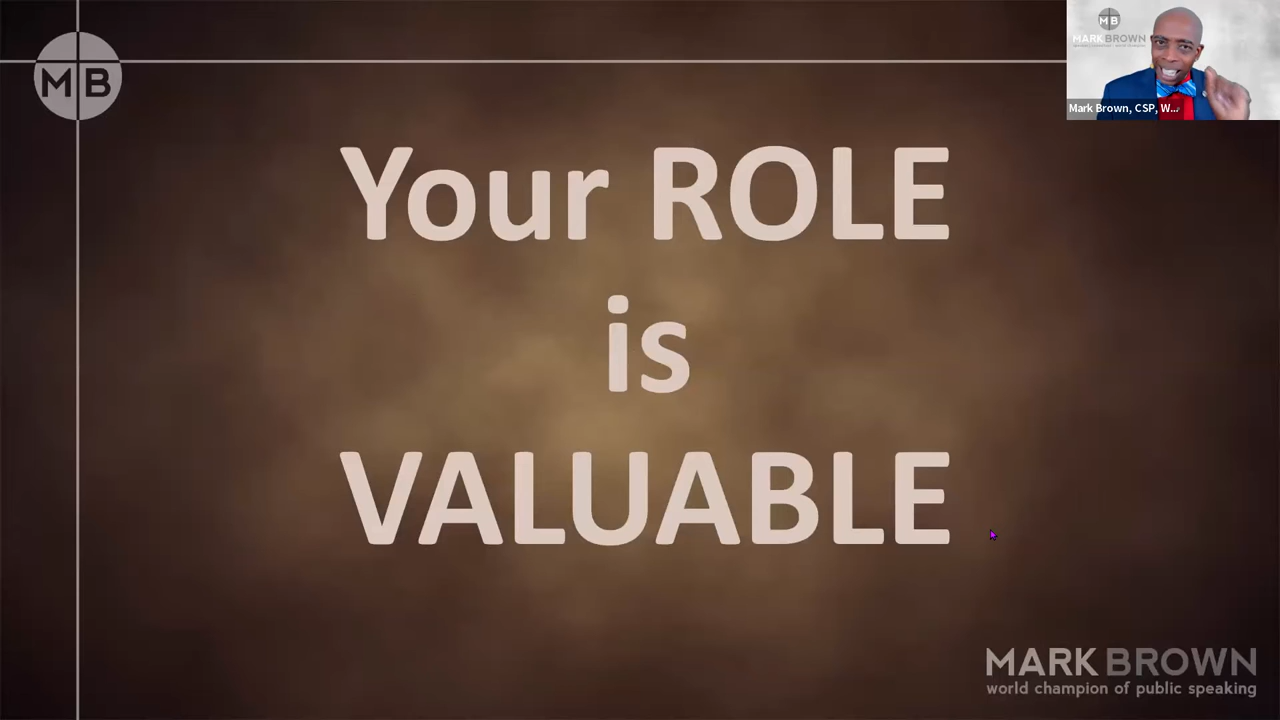 MB
MB
MARK BROWN
Mark Brown, CSP, W...
Your ROLE
is
VALUABLE
MARK BROWN
world champion of public speaking